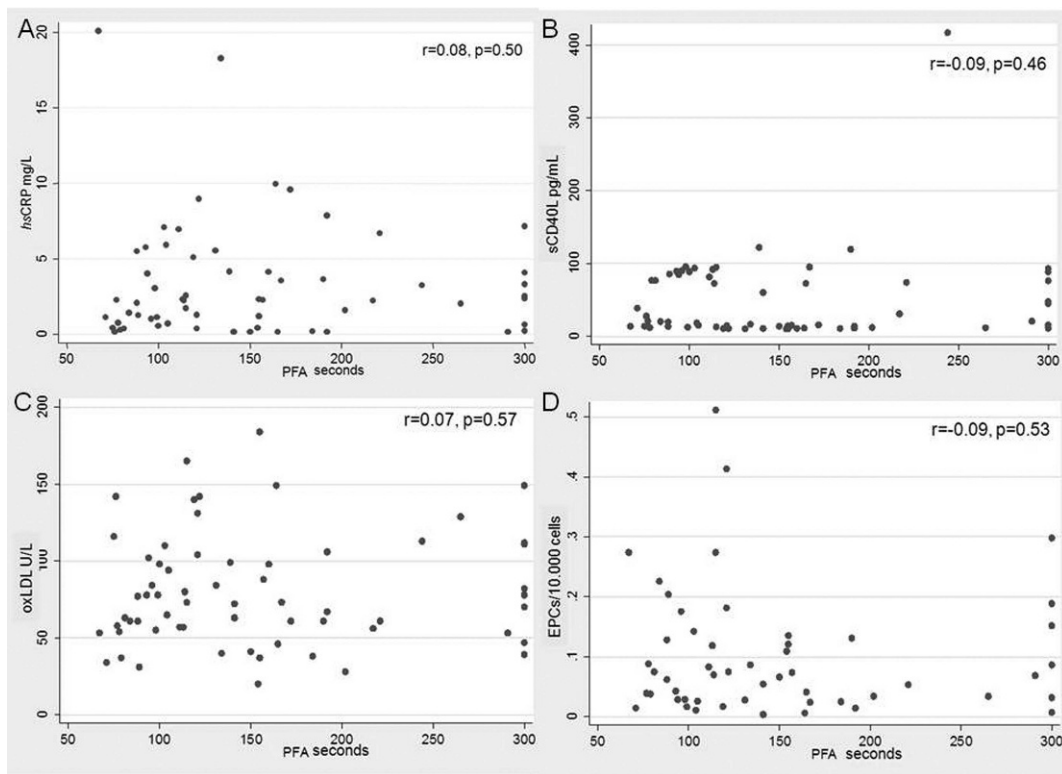 A
r=0.08, p=0.50
20
15
10
5
0
hsCRP mg/L
50 100 150 200 250 300
PFA seconds
B
r=-0.09, p=0.46
400
300
200
100
0
sCD40L pg/mL
50 100 150 200 250 300
PFA seconds
C
r=0.07, p=0.57
200
150
100
50
0
oxLDL U/L
50 100 150 200 250 300
PFA seconds
D
r=-0.09, p=0.53
.5
.4
.3
.2
.1
0
EPCs/10.000 cells
50 100 150 200 250 300
PFA seconds